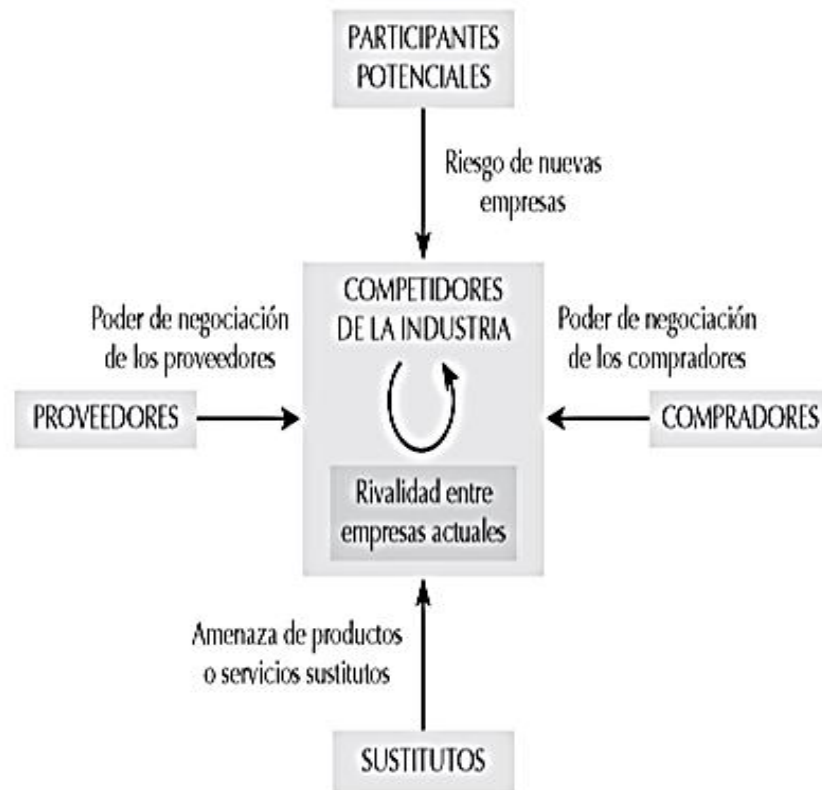 PARTICIPANTES
POTENCIALES
Riesgo de nuevas
empresas
COMPETIDORES
DE LA INDUSTRIA
Poder de negociación
de los proveedores
Poder de negociación
de los compradores
PROVEEDORES
COMPRADORES
Rivalidad entre
empresas actuales
Amenaza de productos
o servicios sustitutos
SUSTITUTOS